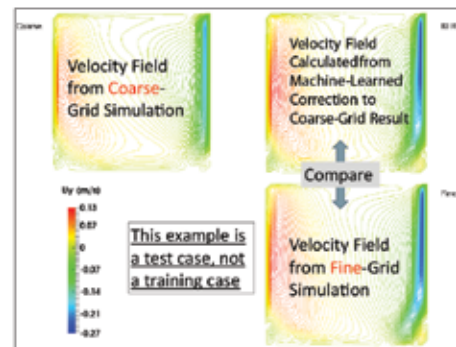 Coarse
Velocity Field
from Coarse-
Grid Simulation
Velocity Field
Calculatedfrom
Machine-Learned
Correction to
Coarse-Grid Result
Compare
Fine
Velocity Field
from Fine-Grid
Simulation
Uy (m/s)
0.13
0.07
0
-0.07
-0.14
-0.21
-0.27
This example is
a test case, not
a training case